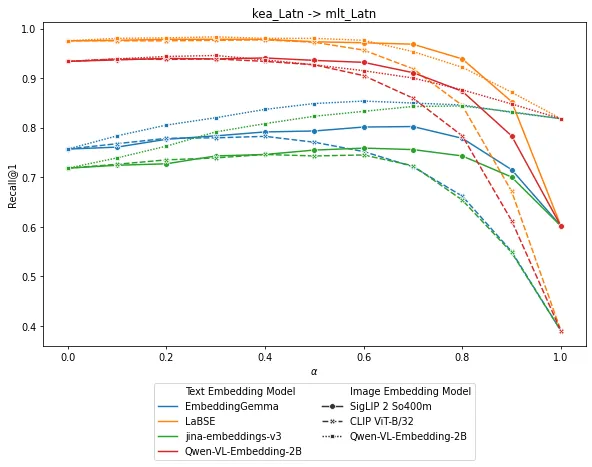 kea_Latn -> mlt_Latn
Recall@1
1.0
0.9
0.8
0.7
0.6
0.5
0.4
0.0 0.2 0.4 0.6 0.8 1.0
α
Text Embedding Model Image Embedding Model
EmbeddingGemma SigLIP 2 So400m
LaBSE CLIP ViT-B/32
jina-embeddings-v3 Qwen-VL-Embedding-2B
Qwen-VL-Embedding-2B